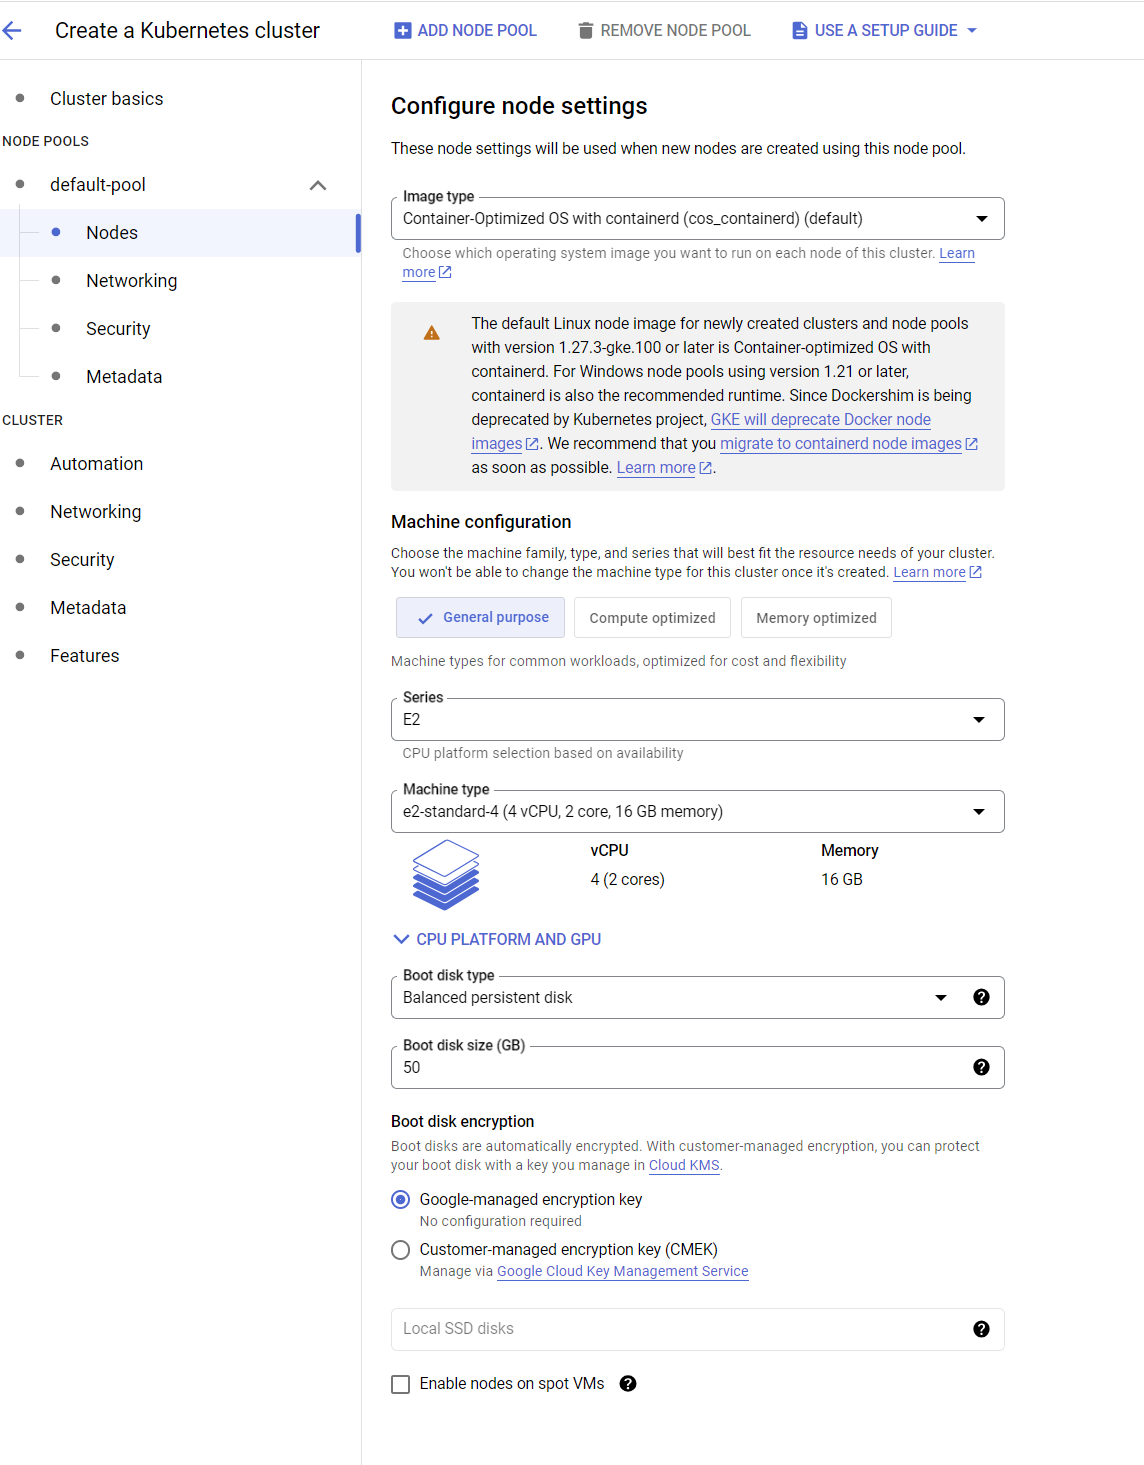 Create a Kubernetes cluster
ADD NODE POOL
REMOVE NODE POOL
USE A SETUP GUIDE
Cluster basics
NODE POOLS
default-pool
Nodes
Networking
Security
Metadata
CLUSTER
Automation
Networking
Security
Metadata
Features
Configure node settings
These node settings will be used when new nodes are created using this node pool.
Image type
Container-Optimized OS with containerd (cos_containerd) (default)
Choose which operating system image you want to run on each node of this cluster. Learn
more
The default Linux node image for newly created clusters and node pools
with version 1.27.3-gke.100 or later is Container-optimized OS with
containerd. For Windows node pools using version 1.21 or later,
containerd is also the recommended runtime. Since Dockershim is being
deprecated by Kubernetes project, GKE will deprecate Docker node
images. We recommend that you migrate to containerd node images
as soon as possible. Learn more.
Machine configuration
Choose the machine family, type, and series that will best fit the resource needs of your cluster.
You won't be able to change the machine type for this cluster once it's created. Learn more
General purpose
Compute optimized
Memory optimized
Machine types for common workloads, optimized for cost and flexibility
Series
E2
CPU platform selection based on availability
Machine type
e2-standard-4 (4 vCPU, 2 core, 16 GB memory)
vCPU
4 (2 cores)
Memory
16 GB
CPU PLATFORM AND GPU
Boot disk type
Balanced persistent disk
Boot disk size (GB)
50
Boot disk encryption
Boot disks are automatically encrypted. With customer-managed encryption, you can protect
your boot disk with a key you manage in Cloud KMS.
Google-managed encryption key
No configuration required
Customer-managed encryption key (CMEK)
Manage via Google Cloud Key Management Service
Local SSD disks
Enable nodes on spot VMs